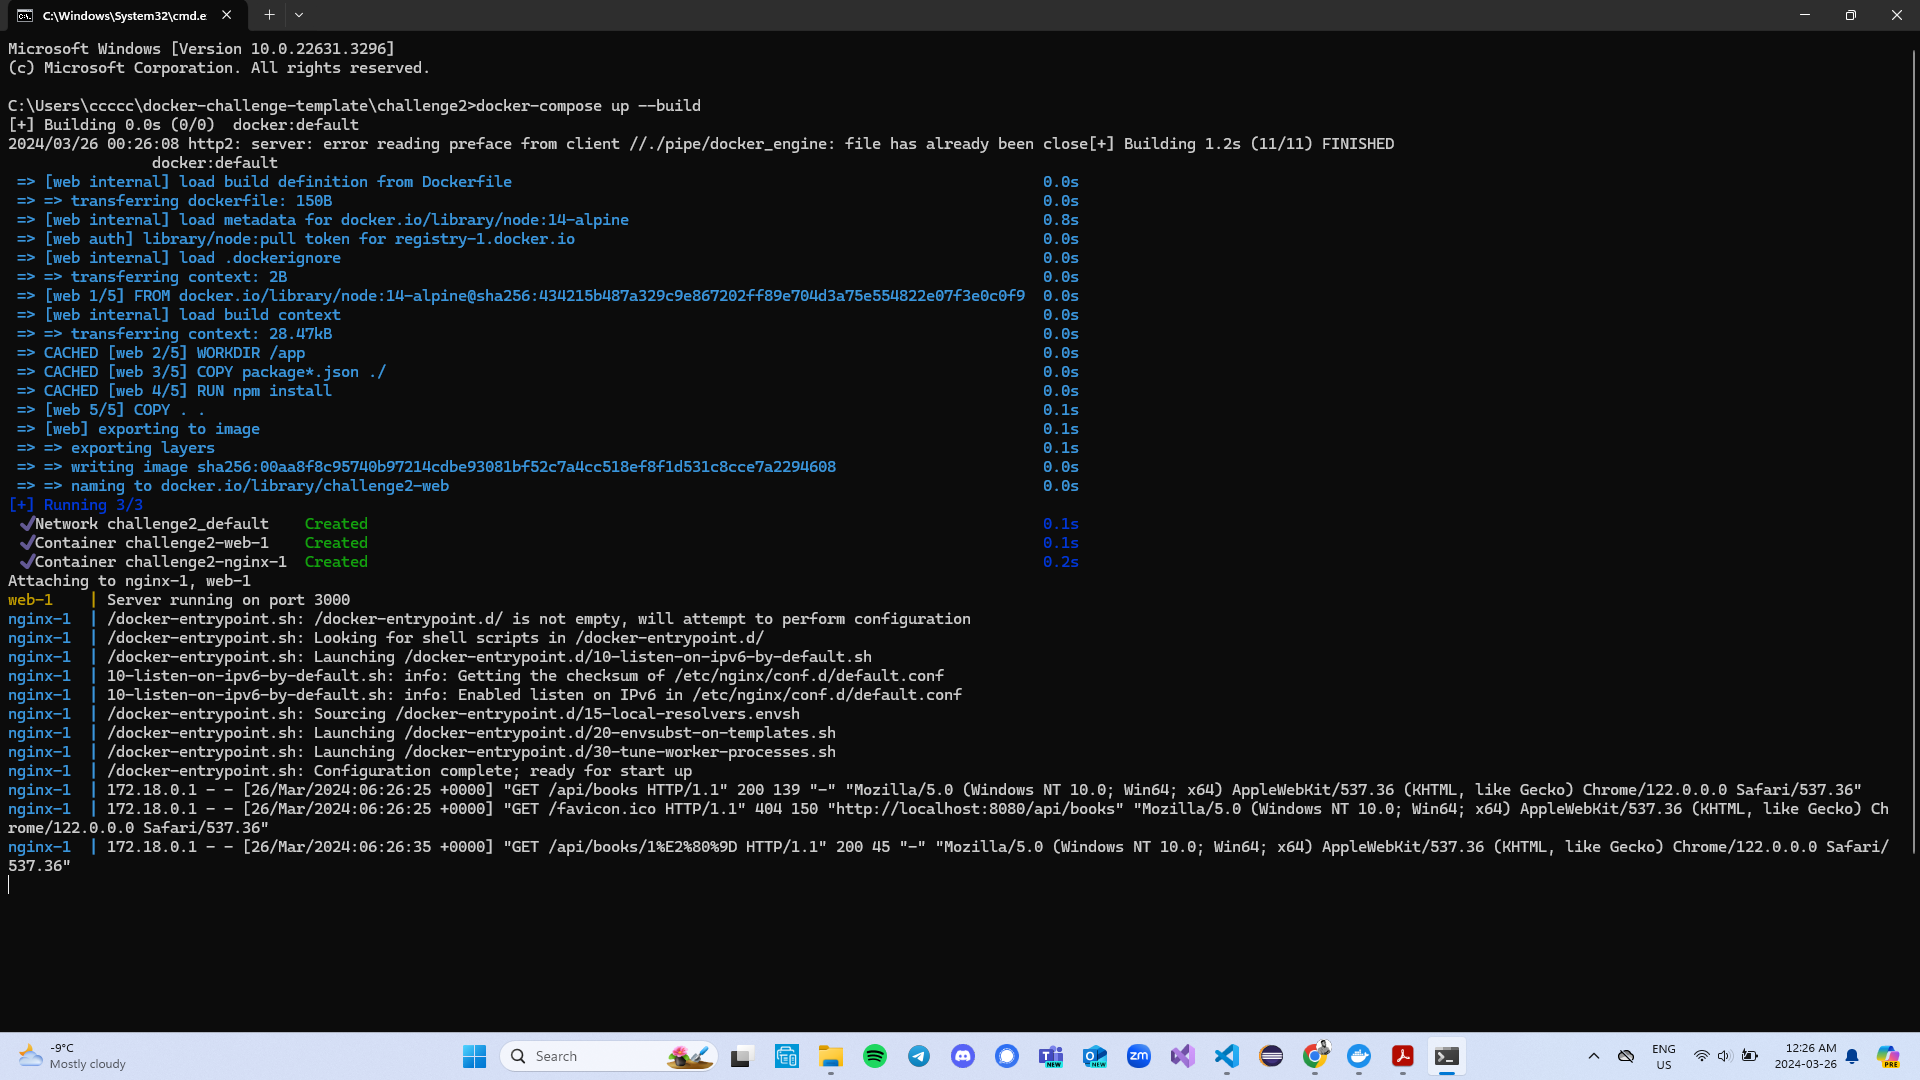 C:\Windows\System32\cmd.e
Microsoft Windows [Version 10.0.22631.3296]
(c) Microsoft Corporation. All rights reserved.
C:\Users\ccccc\docker-challenge-template\challenge2>docker-compose up --build
[+] Building 0.0s (0/0)  docker:default
2024/03/26 00:26:08 http2: server: error reading preface from client //./pipe/docker_engine: file has already been close[+] Building 1.2s (11/11) FINISHED
docker:default
=> [web internal] load build definition from Dockerfile 0.0s
=> => transferring dockerfile: 150B 0.0s
=> [web internal] load metadata for docker.io/library/node:14-alpine 0.8s
=> [web auth] library/node:pull token for registry-1.docker.io 0.0s
=> [web internal] load .dockerignore 0.0s
=> => transferring context: 2B 0.0s
=> [web 1/5] FROM docker.io/library/node:14-alpine@sha256:434215b487a329c9e867202ff89e704d3a75e554822e07f3e0c0f9 0.0s
=> [web internal] load build context 0.0s
=> => transferring context: 28.47kB 0.0s
=> CACHED [web 2/5] WORKDIR /app 0.0s
=> CACHED [web 3/5] COPY package*.json ./ 0.0s
=> CACHED [web 4/5] RUN npm install 0.0s
=> [web 5/5] COPY . . 0.1s
=> [web] exporting to image 0.1s
=> => exporting layers 0.1s
=> => writing image sha256:00aa8f8c95740b97214cdbe93081bf52c7a4cc518ef8f1d531c8cce7a2294608 0.0s
=> => naming to docker.io/library/challenge2-web 0.0s
[+] Running 3/3
✔Network challenge2_default    Created 0.1s
✔Container challenge2-web-1    Created 0.1s
✔Container challenge2-nginx-1  Created 0.2s
Attaching to nginx-1, web-1
web-1    | Server running on port 3000
nginx-1  | /docker-entrypoint.sh: /docker-entrypoint.d/ is not empty, will attempt to perform configuration
nginx-1  | /docker-entrypoint.sh: Looking for shell scripts in /docker-entrypoint.d/
nginx-1  | /docker-entrypoint.sh: Launching /docker-entrypoint.d/10-listen-on-ipv6-by-default.sh
nginx-1  | 10-listen-on-ipv6-by-default.sh: info: Getting the checksum of /etc/nginx/conf.d/default.conf
nginx-1  | 10-listen-on-ipv6-by-default.sh: info: Enabled listen on IPv6 in /etc/nginx/conf.d/default.conf
nginx-1  | /docker-entrypoint.sh: Sourcing /docker-entrypoint.d/15-local-resolvers.envsh
nginx-1  | /docker-entrypoint.sh: Launching /docker-entrypoint.d/20-envsubst-on-templates.sh
nginx-1  | /docker-entrypoint.sh: Launching /docker-entrypoint.d/30-tune-worker-processes.sh
nginx-1  | /docker-entrypoint.sh: Configuration complete; ready for start up
nginx-1  | 172.18.0.1 - - [26/Mar/2024:06:26:25 +0000] "GET /api/books HTTP/1.1" 200 139 "-" "Mozilla/5.0 (Windows NT 10.0; Win64; x64) AppleWebKit/537.36 (KHTML, like Gecko) Chrome/122.0.0.0 Safari/537.36"
nginx-1  | 172.18.0.1 - - [26/Mar/2024:06:26:25 +0000] "GET /favicon.ico HTTP/1.1" 404 150 "http://localhost:8080/api/books" "Mozilla/5.0 (Windows NT 10.0; Win64; x64) AppleWebKit/537.36 (KHTML, like Gecko) Ch
rome/122.0.0.0 Safari/537.36"
nginx-1  | 172.18.0.1 - - [26/Mar/2024:06:26:35 +0000] "GET /api/books/1%E2%80%9D HTTP/1.1" 200 45 "-" "Mozilla/5.0 (Windows NT 10.0; Win64; x64) AppleWebKit/537.36 (KHTML, like Gecko) Chrome/122.0.0.0 Safari/
537.36"
-9°C
Mostly cloudy
Search
NEW
NEW
zm
ENG
US
12:26 AM
2024-03-26
PRE